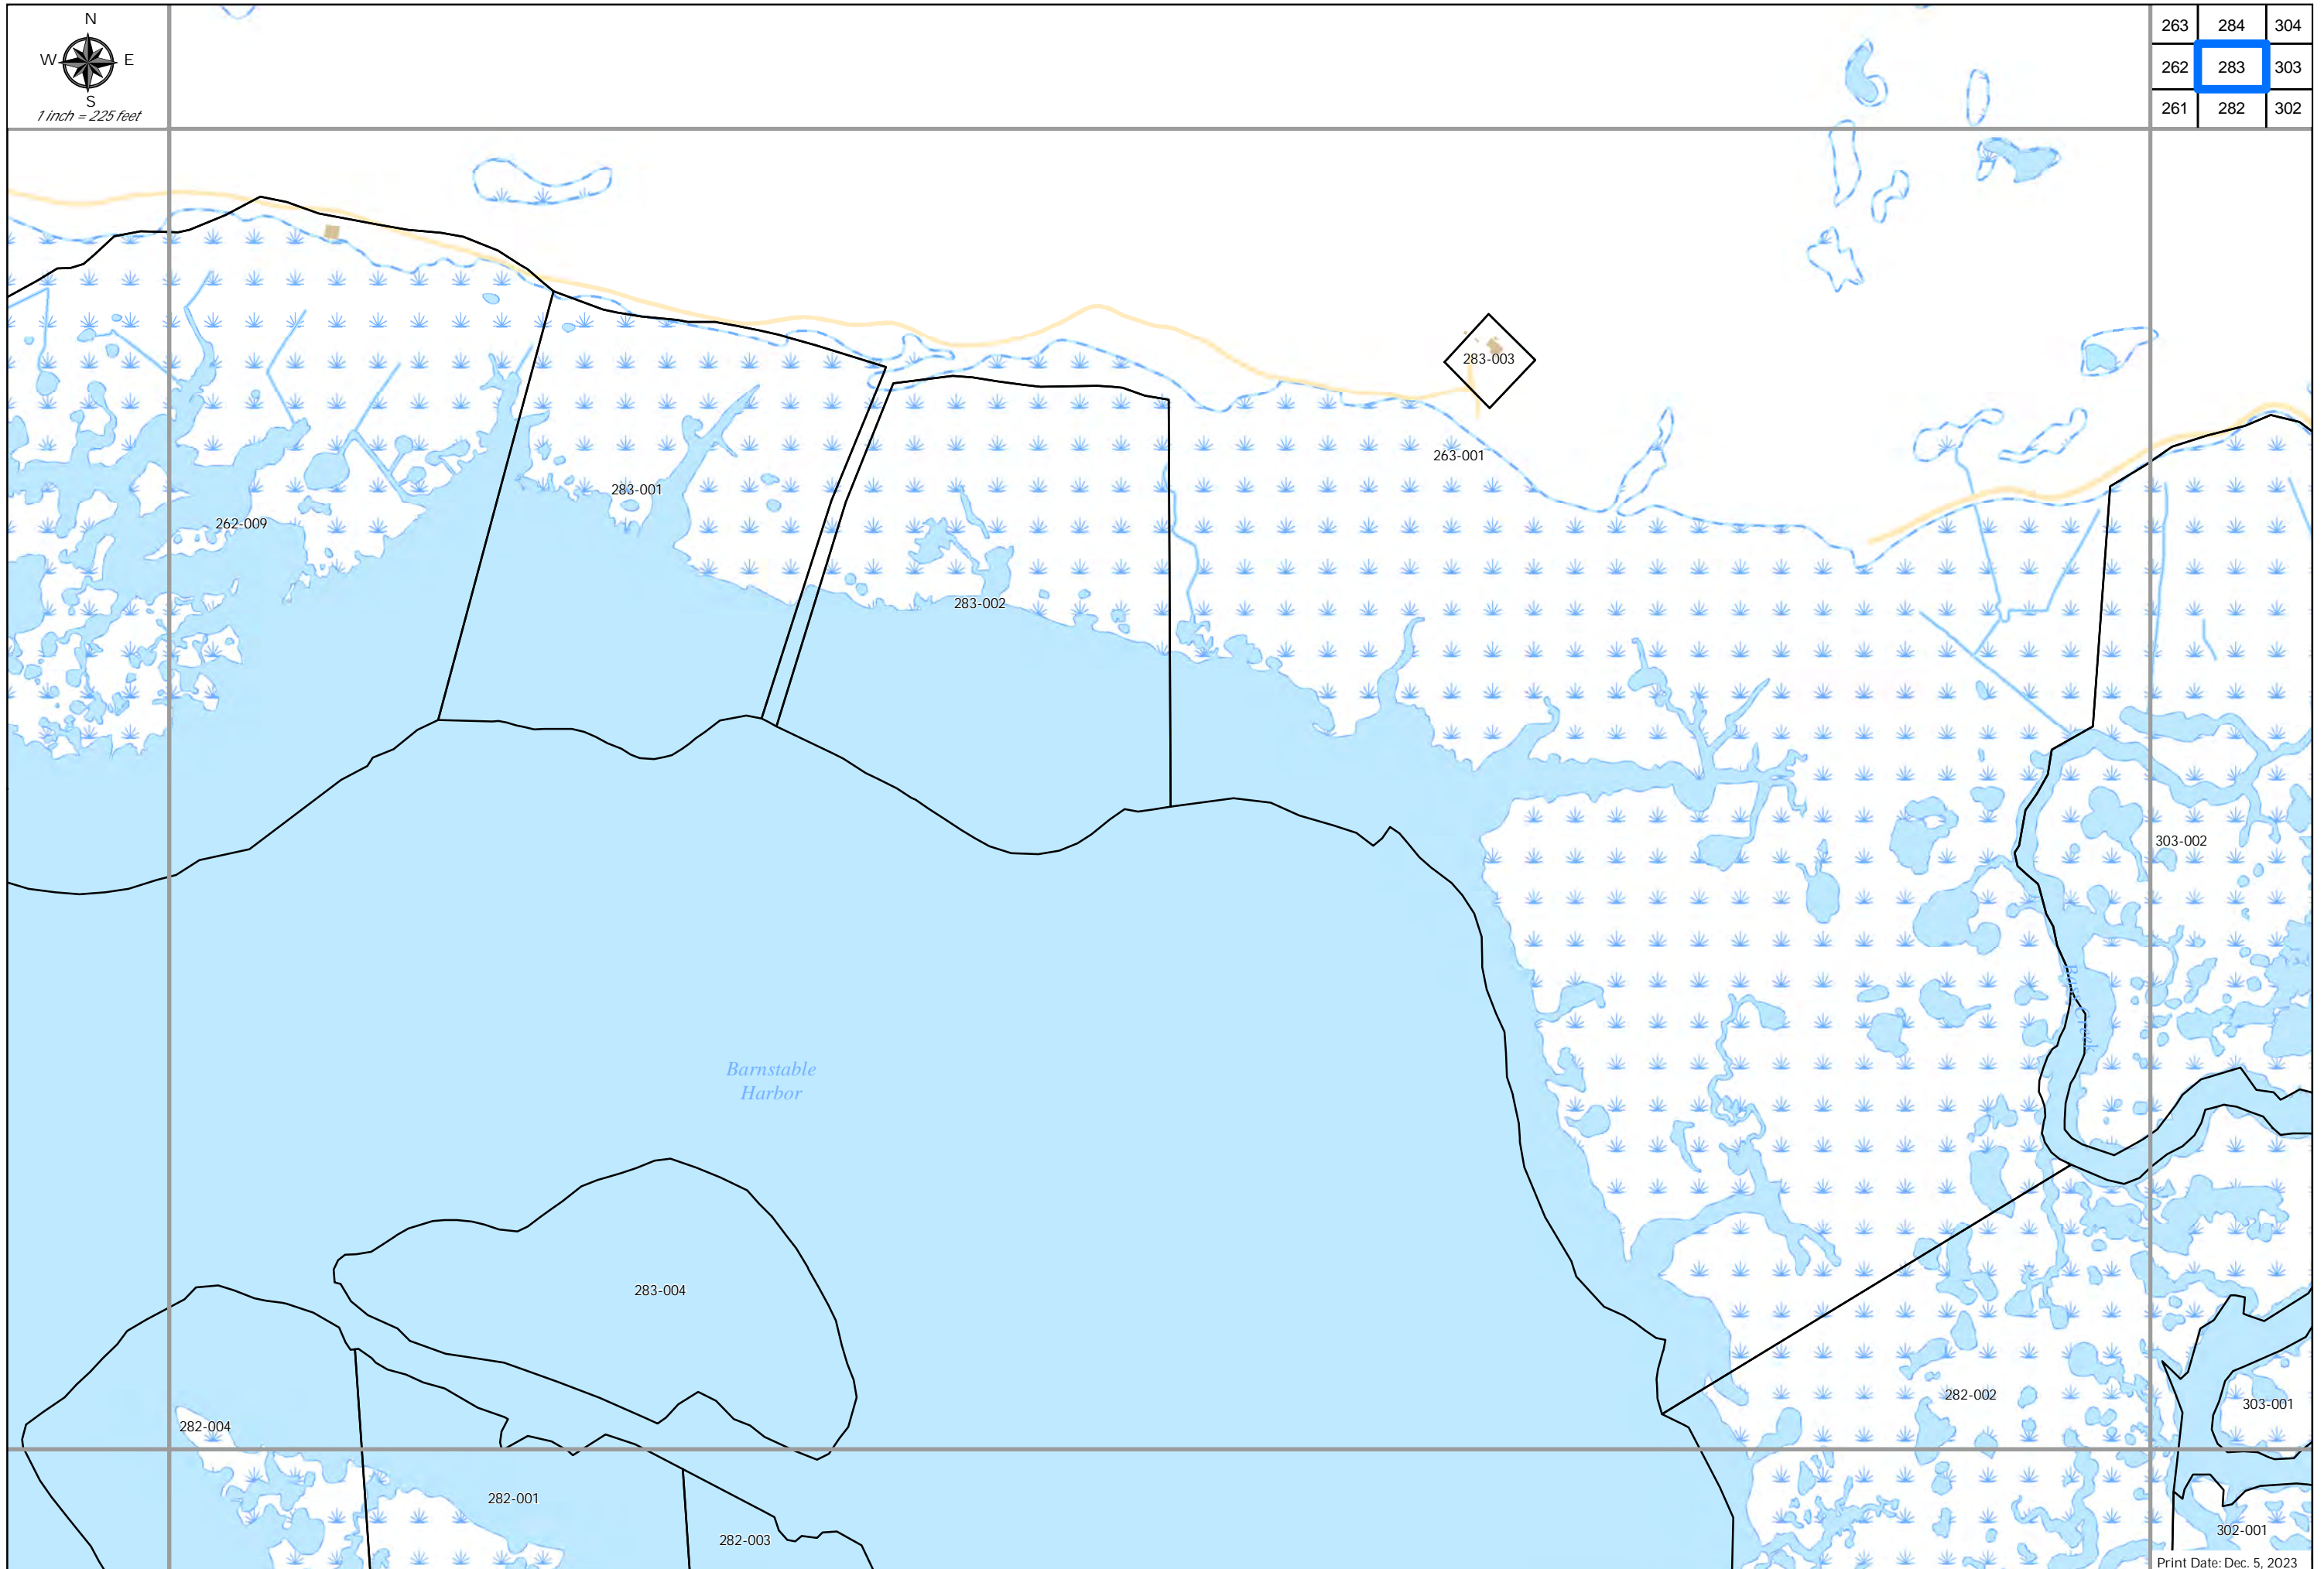 N
W E
S
1 inch = 225 feet
263 284 304
262 283 303
261 282 302
283-003
263-001
283-001
262-009
283-002
303-002
Bass Creek
Barnstable
Harbor
283-004
282-002
303-001
282-004
282-001
302-001
282-003
Print Date: Dec. 5, 2023